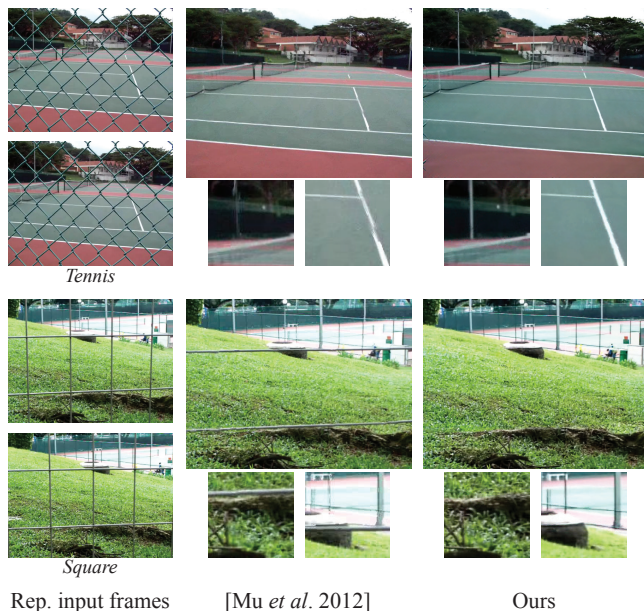 Tennis
Square
Rep. input frames
[Mu et al. 2012]
Ours